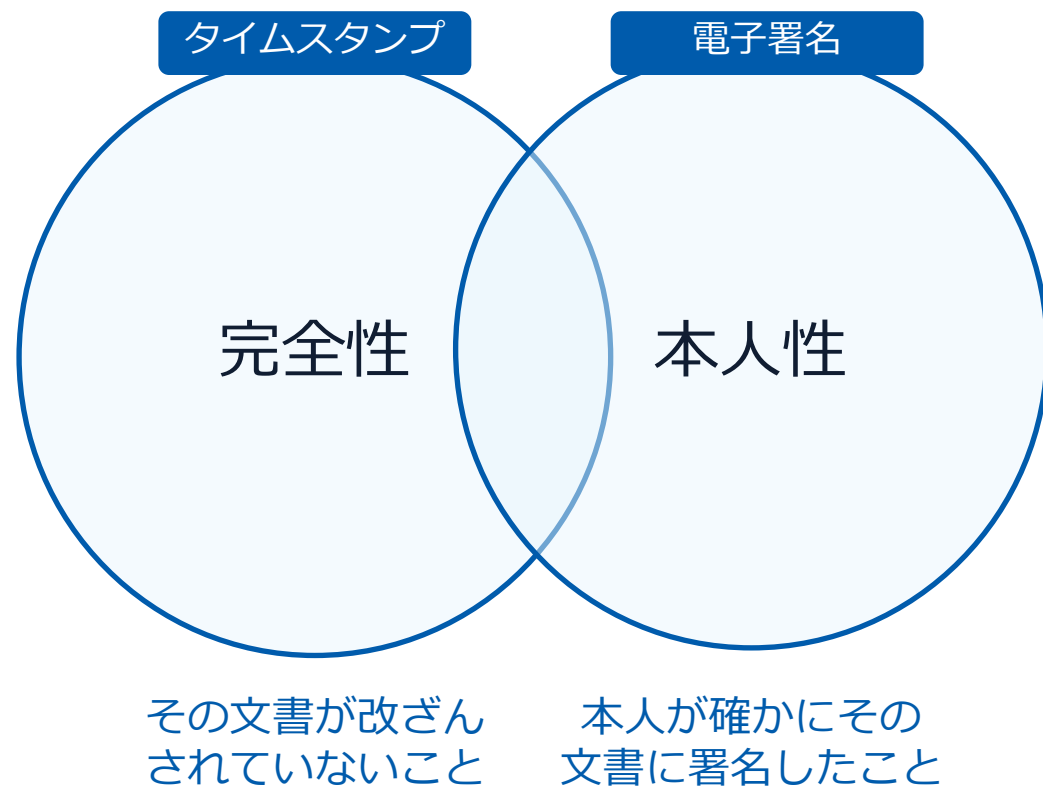 タイムスタンプ
電子署名
完全性
本人性
その文書が改ざん
されていないこと
本人が確かにその
文書に署名したこと